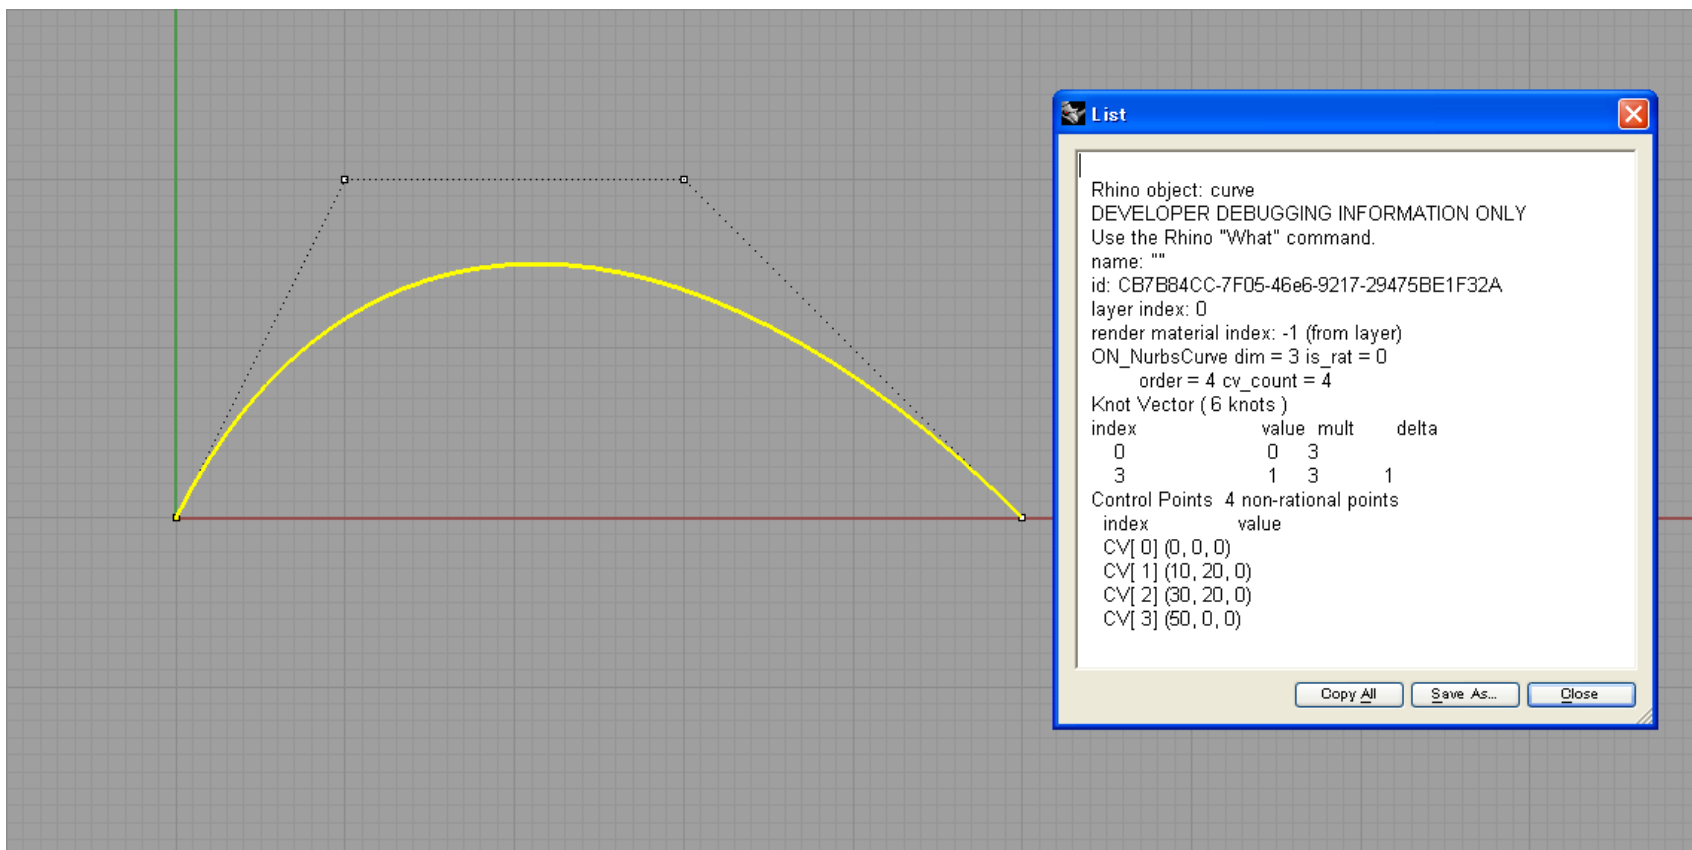 List
Rhino object: curve
DEVELOPER DEBUGGING INFORMATION ONLY
Use the Rhino "What" command.
name: ""
id: CB7B84CC-7F05-46e6-9217-29475BE1F32A
layer index: 0
render material index: -1 (from layer)
ON_NurbsCurve dim = 3 is_rat = 0
order = 4 cv_count = 4
Knot Vector ( 6 knots )
index value mult delta
0 0 3
3 1 3 1
Control Points 4 non-rational points
index value
CV[ 0] (0, 0, 0)
CV[ 1] (10, 20, 0)
CV[ 2] (30, 20, 0)
CV[ 3] (50, 0, 0)
Copy All Save As... Close